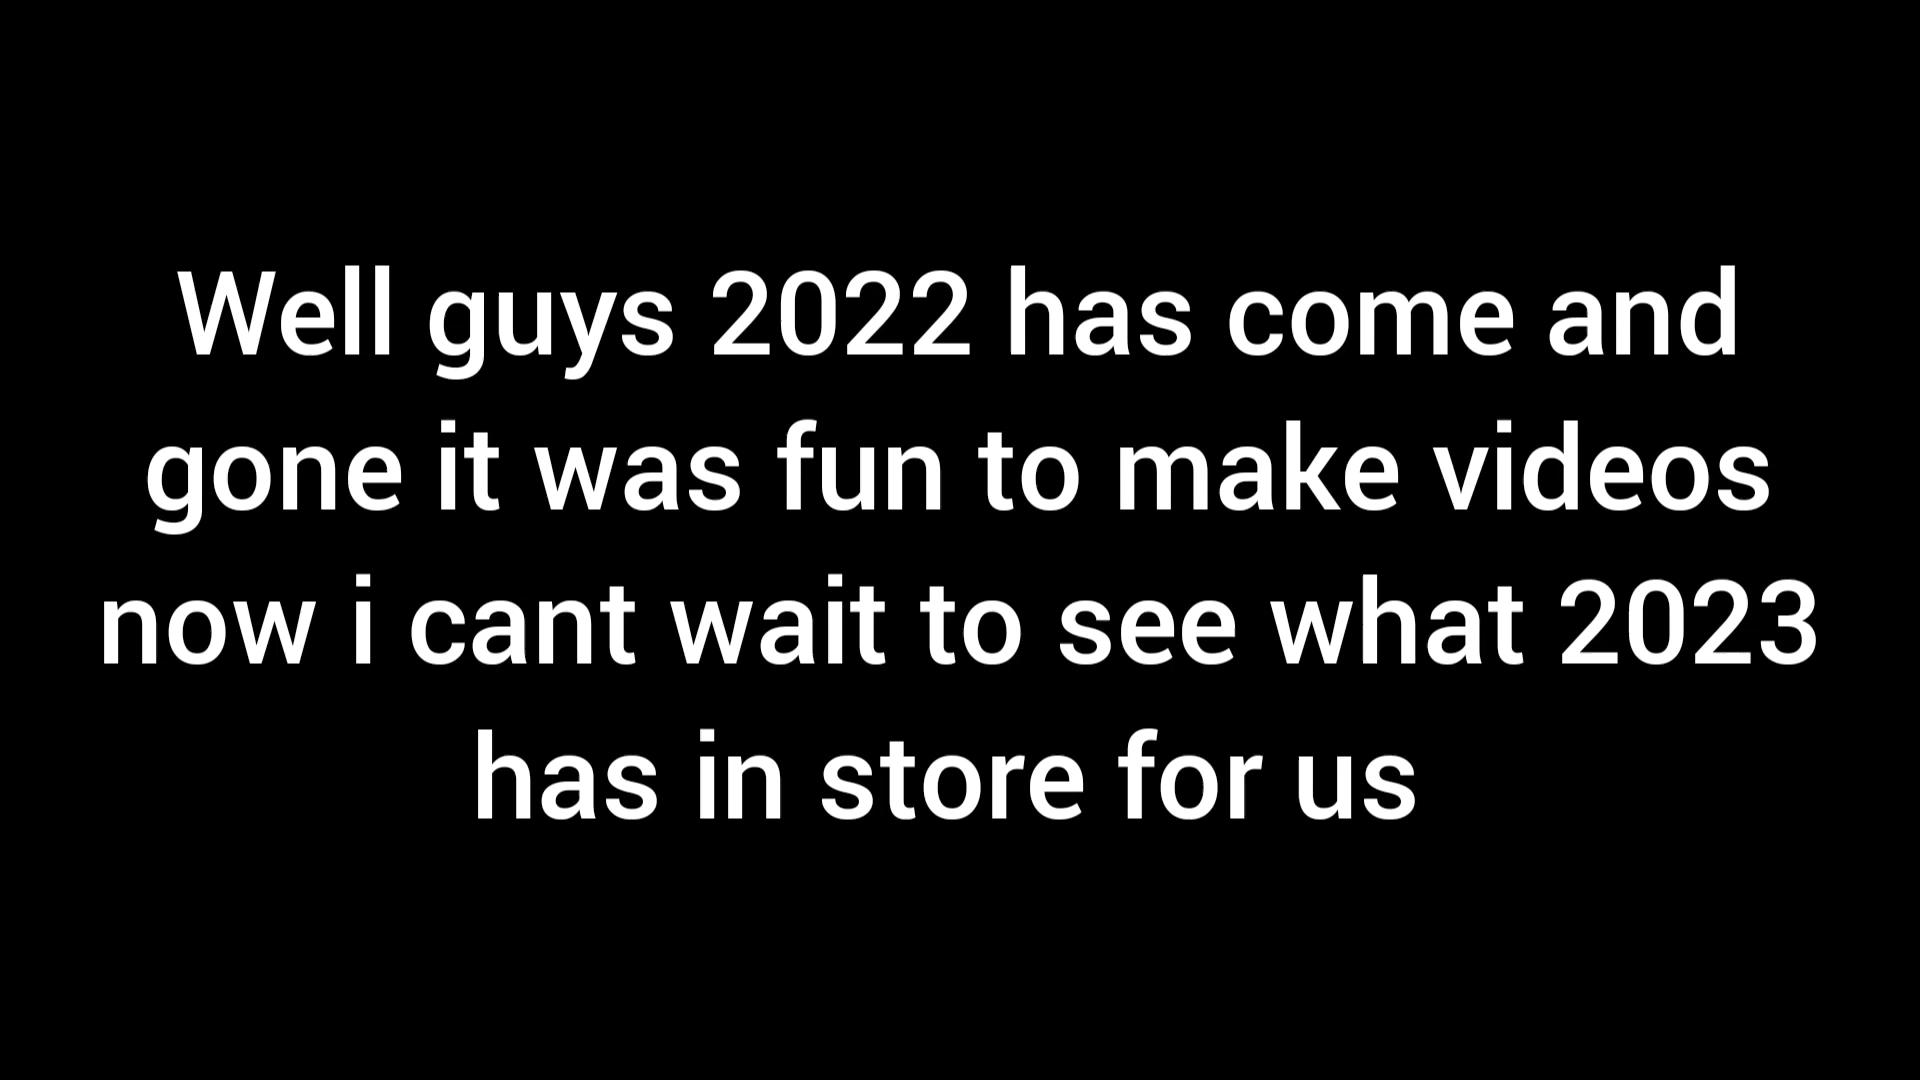 Well guys 2022 has come and
gone it was fun to make videos
now i cant wait to see what 2023
has in store for us